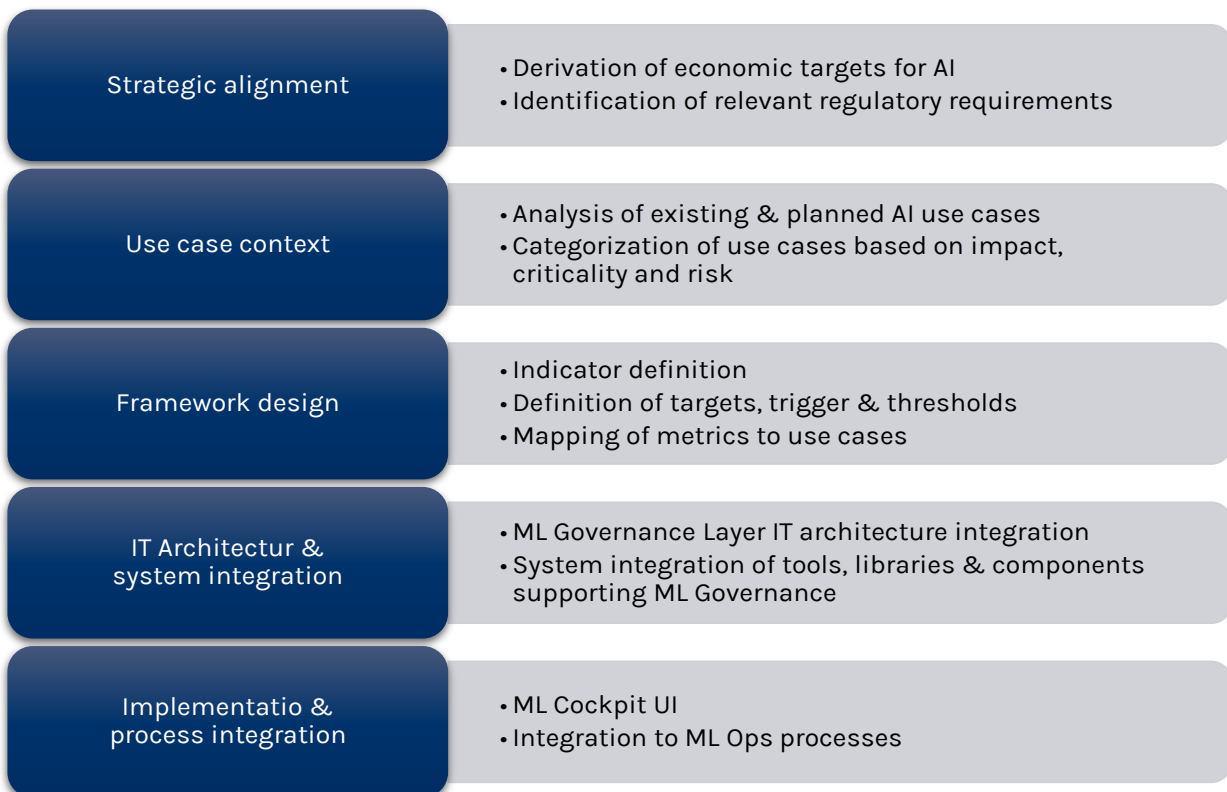 Strategic alignment
• Derivation of economic targets for AI
• Identification of relevant regulatory requirements
Use case context
• Analysis of existing & planned AI use cases
• Categorization of use cases based on impact,
criticality and risk
Framework design
• Indicator definition
• Definition of targets, trigger & thresholds
• Mapping of metrics to use cases
IT Architectur &
system integration
• ML Governance Layer IT architecture integration
• System integration of tools, libraries & components
supporting ML Governance
Implementatio &
process integration
• ML Cockpit UI
• Integration to ML Ops processes